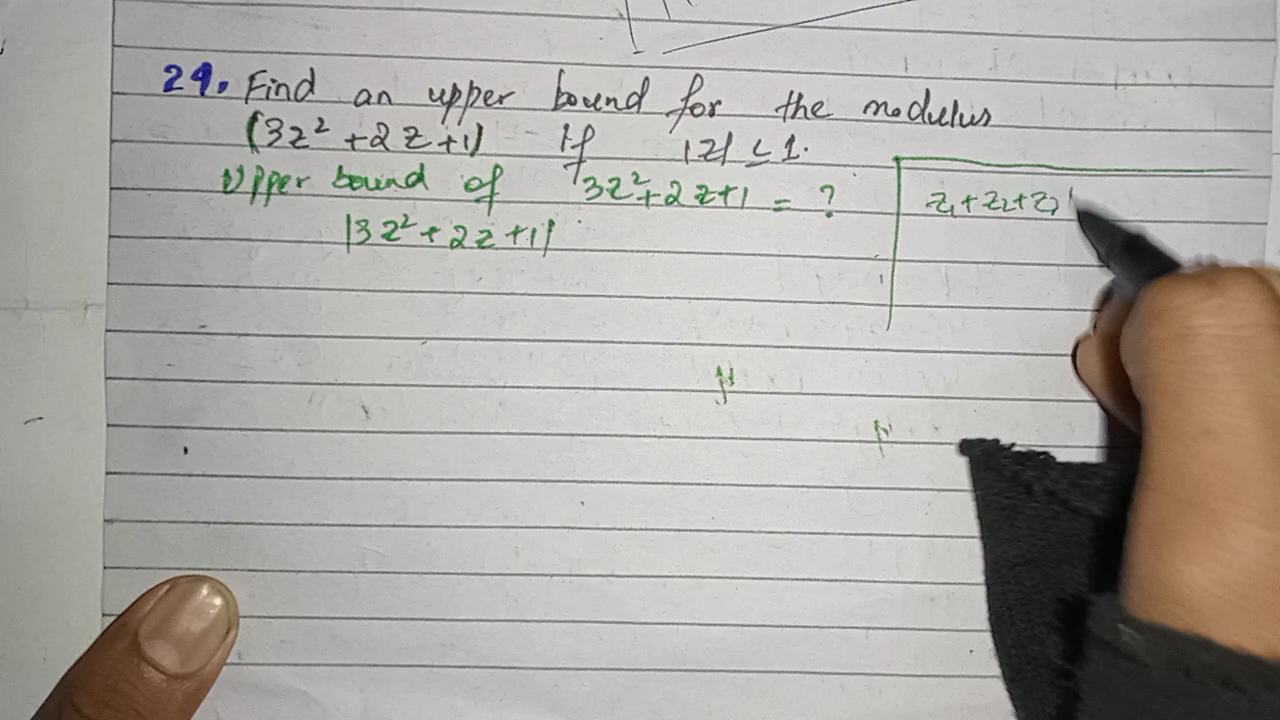 29. Find an upper bound for the modulus
|3z² + 2z + 1| If |z| ≤ 1.
Upper bound of 3z² + 2z + 1 = ?
|3z² + 2z + 1|
z₁ + z₂ + z₃|